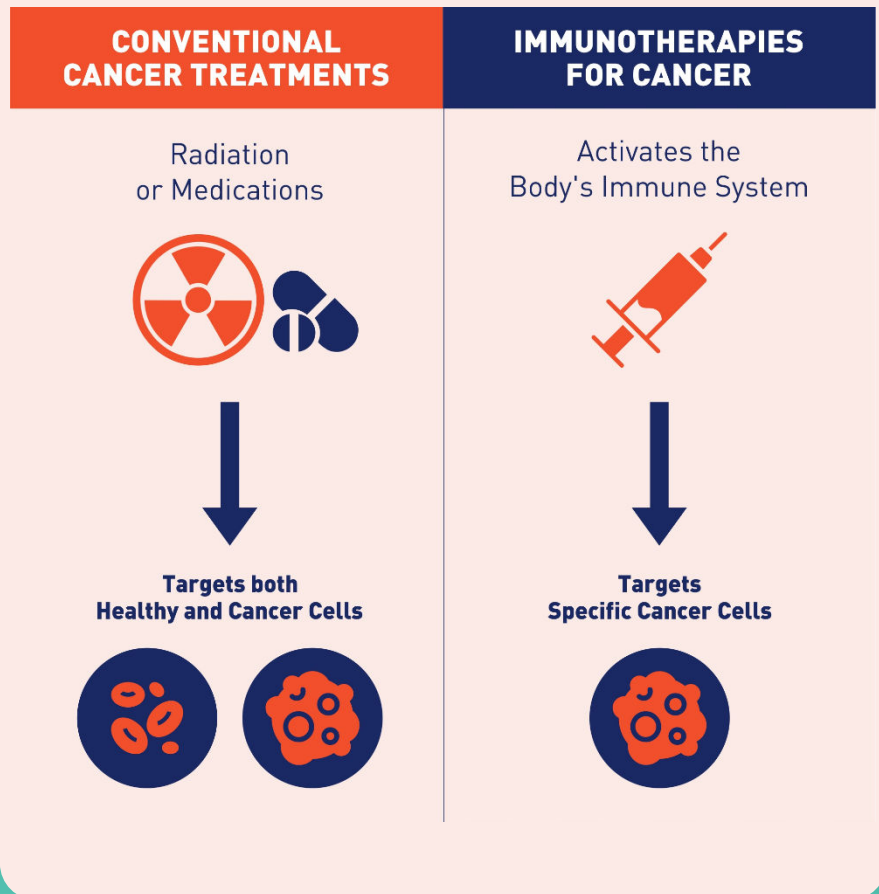 CONVENTIONAL
CANCER TREATMENTS
Radiation
or Medications
Targets both
Healthy and Cancer Cells
IMMUNOTHERAPIES
FOR CANCER
Activates the
Body's Immune System
Targets
Specific Cancer Cells